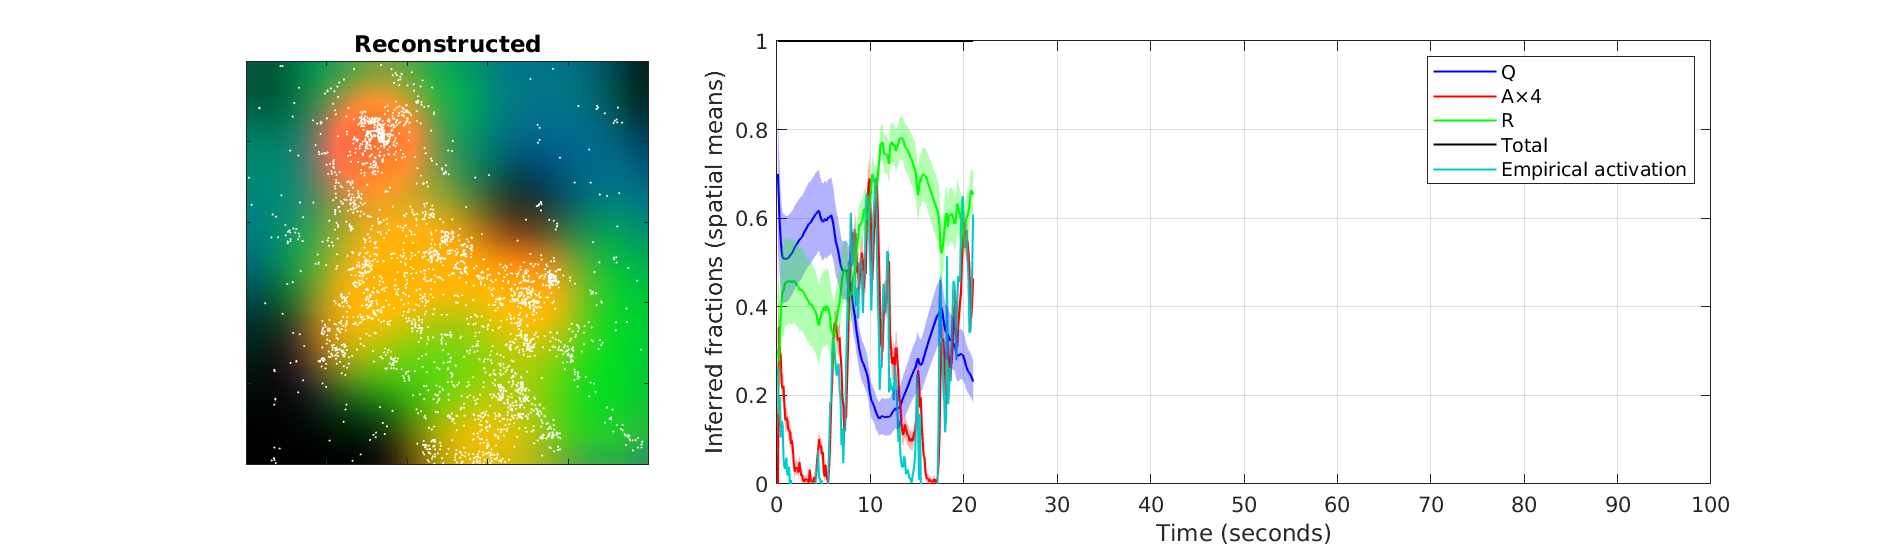 Reconstructed
Inferred fractions (spatial means)
1
0.8
0.6
0.4
0.2
0
0 10 20 30 40 50 60 70 80 90 100
Time (seconds)
Q
A×4
R
Total
Empirical activation